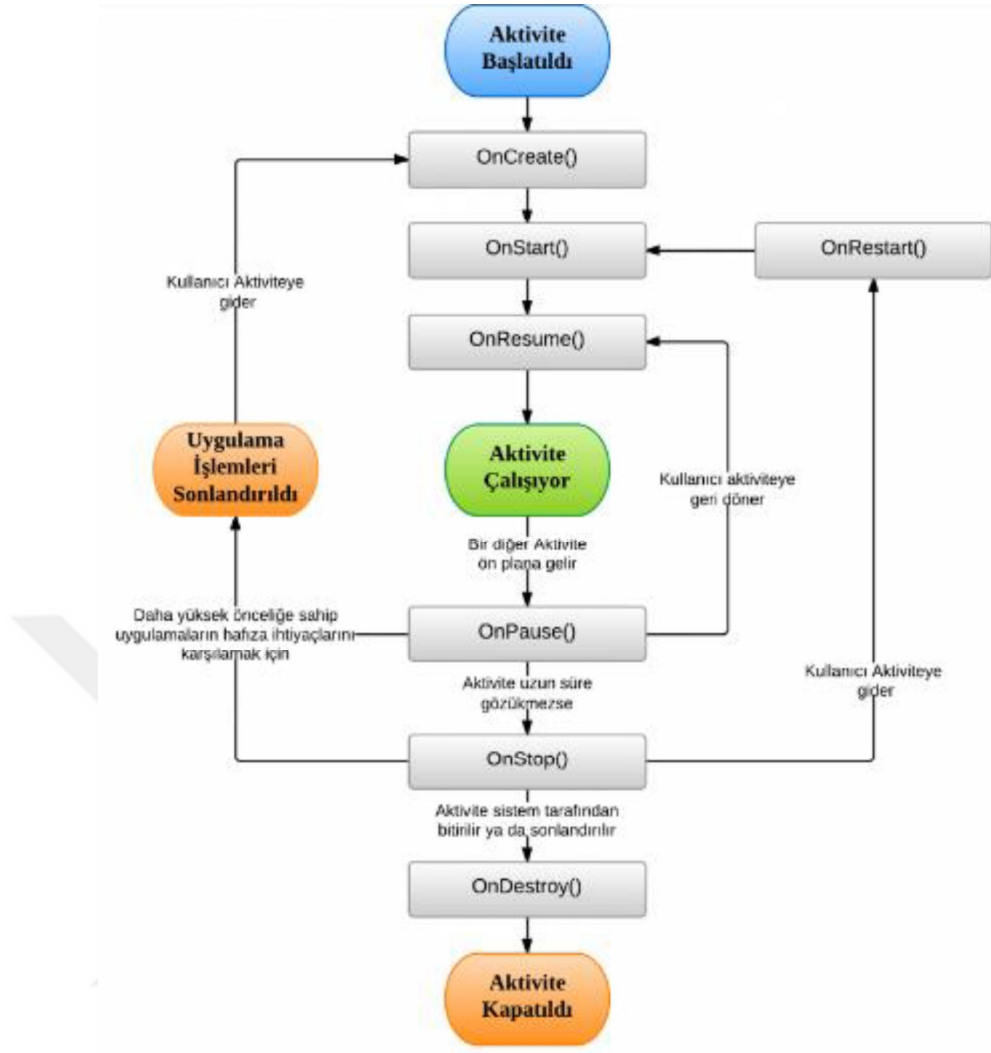 Aktivite
Başlatıldı
OnCreate()
OnStart()
OnRestart()
Kullanıcı Aktiviteye
gider
OnResume()
Uygulama
İşlemleri
Sonlandırıldı
Aktivite
Çalışıyor
Kullanıcı aktiviteye
geri döner
Bir diğer Aktivite
ön plana gelir
Daha yüksek önceliğe sahip
uygulamaların hafıza ihtiyaçlarını
karşılamak için
OnPause()
Aktivite uzun süre
gözükmezse
Kullanıcı Aktiviteye
gider
OnStop()
Aktivite sistem tarafından
bitirilir ya da sonlandırılır
OnDestroy()
Aktivite
Kapatıldı